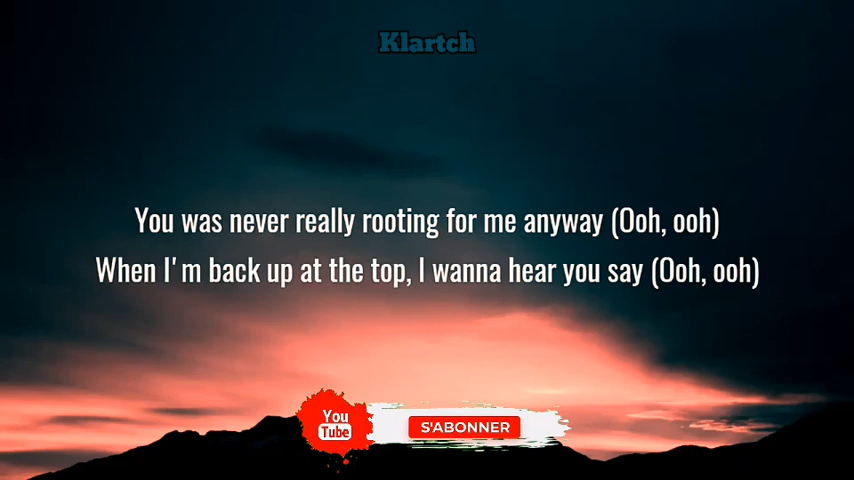 Klartch
You was never really rooting for me anyway (Ooh, ooh)
When I'm back up at the top, I wanna hear you say (Ooh, ooh)
You
Tube
S'ABONNER